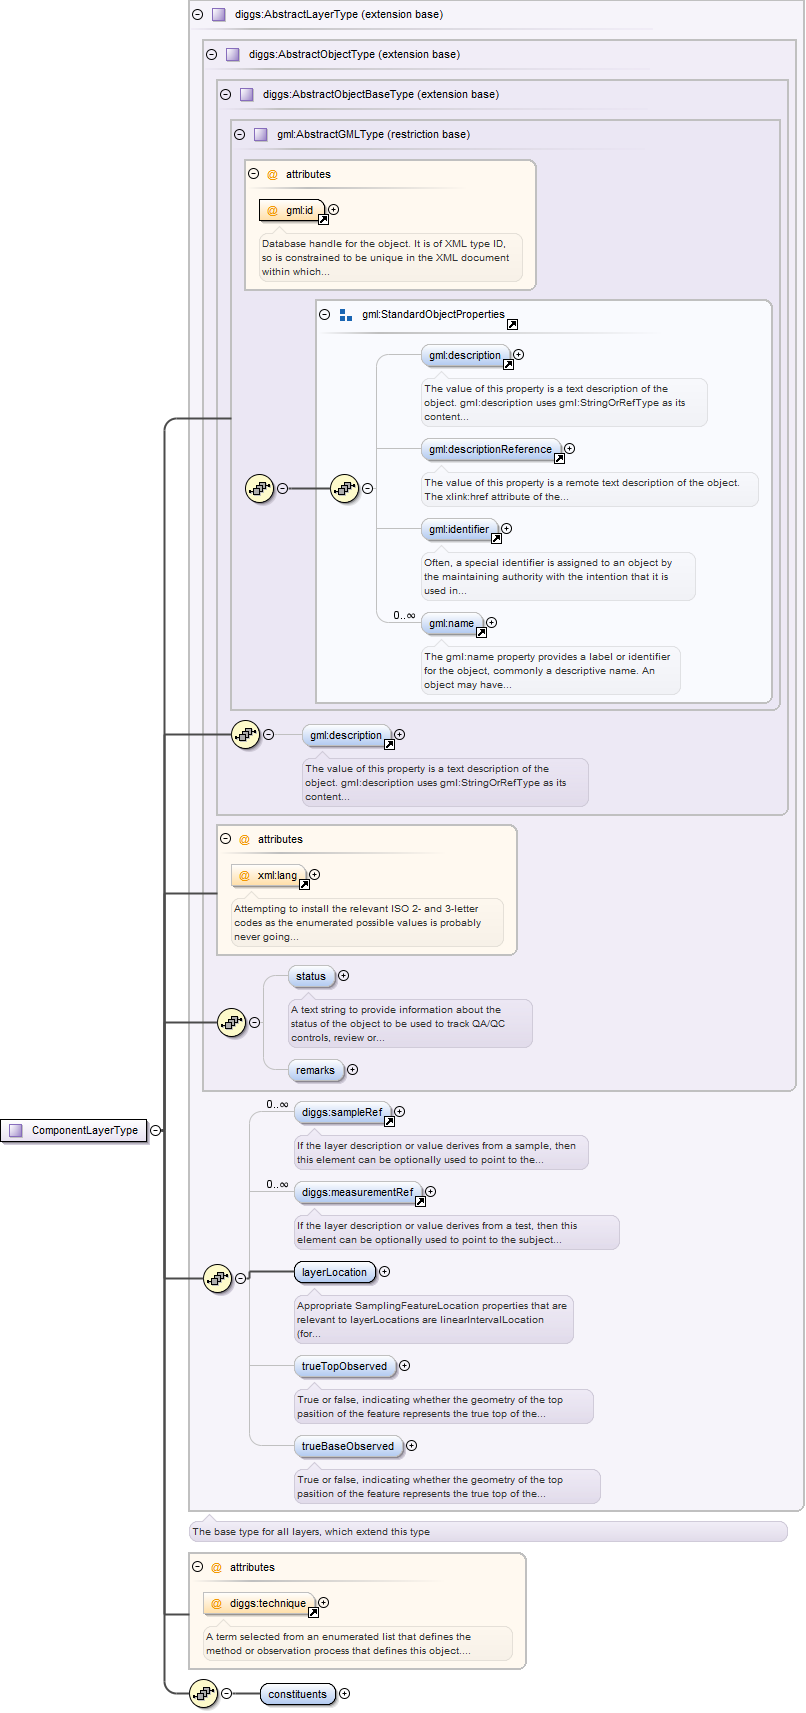 diggs:AbstractLayerType (extension base)
diggs:AbstractObjectType (extension base)
diggs:AbstractObjectBaseType (extension base)
gml:AbstractGMLType (restriction base)
@ attributes
@ gml:id
Database handle for the object. It is of XML type ID,
so is constrained to be unique in the XML document
within which...
gml:StandardObjectProperties
gml:description
The value of this property is a text description of the
object. gml:description uses gml:StringOrRefType as its
content...
gml:descriptionReference
The value of this property is a remote text description of the object.
The xlink:href attribute of the...
gml:identifier
Often, a special identifier is assigned to an object by
the maintaining authority with the intention that it is
used in...
0..∞
gml:name
The gml:name property provides a label or identifier
for the object, commonly a descriptive name. An
object may have...
gml:description
The value of this property is a text description of the
object. gml:description uses gml:StringOrRefType as its
content...
@ attributes
@ xml:lang
Attempting to install the relevant ISO 2- and 3-letter
codes as the enumerated possible values is probably
never going...
status
A text string to provide information about the
status of the object to be used to track QA/QC
controls, review or...
remarks
0..∞
diggs:sampleRef
If the layer description or value derives from a sample, then
this element can be optionally used to point to the...
ComponentLayerType
0..∞
diggs:measurementRef
If the layer description or value derives from a test, then this
element can be optionally used to point to the subject...
layerLocation
Appropriate SamplingFeatureLocation properties that are
relevant to layerLocations are linearIntervalLocation
(for...
trueTopObserved
True or false, indicating whether the geometry of the top
pasition of the feature represents the true top of the...
trueBaseObserved
True or false, indicating whether the geometry of the top
pasition of the feature represents the true top of the...
The base type for all layers, which extend this type
@ attributes
@ diggs:technique
A term selected from an enumerated list that defines the
method or observation process that defines this object....
constituents